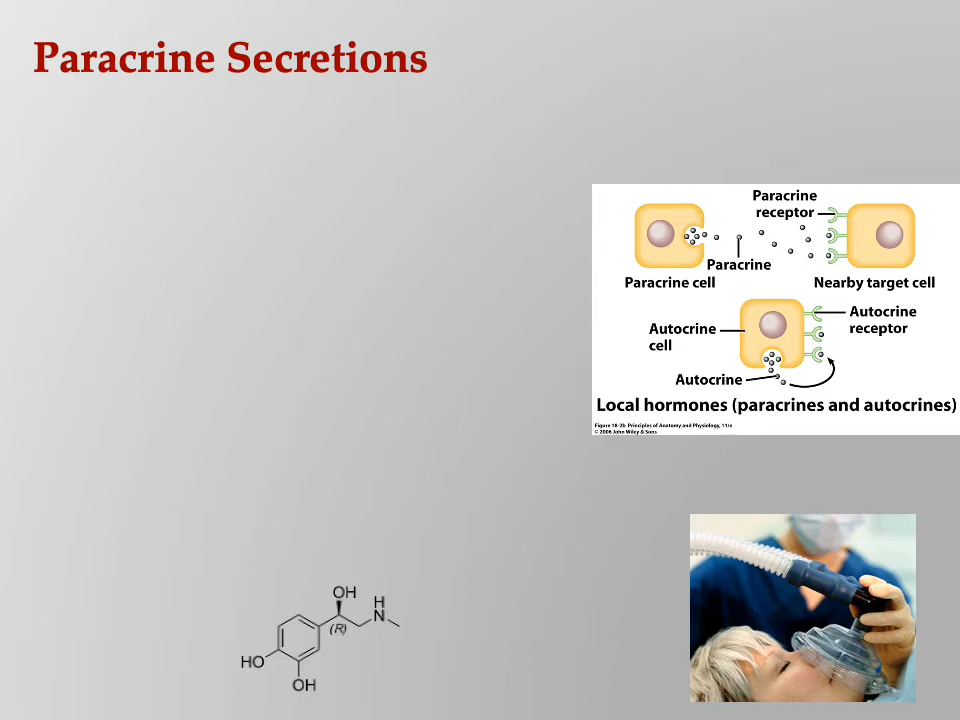 Paracrine Secretions
Paracrine
receptor
Paracrine
Paracrine cell
Nearby target cell
Autocrine
receptor
Autocrine
cell
Autocrine
Local hormones (paracrines and autocrines)
Figure 18-2b Principles of Anatomy and Physiology, 11/e
© 2006 John Wiley & Sons
OH
H
N
(R)
HO
OH